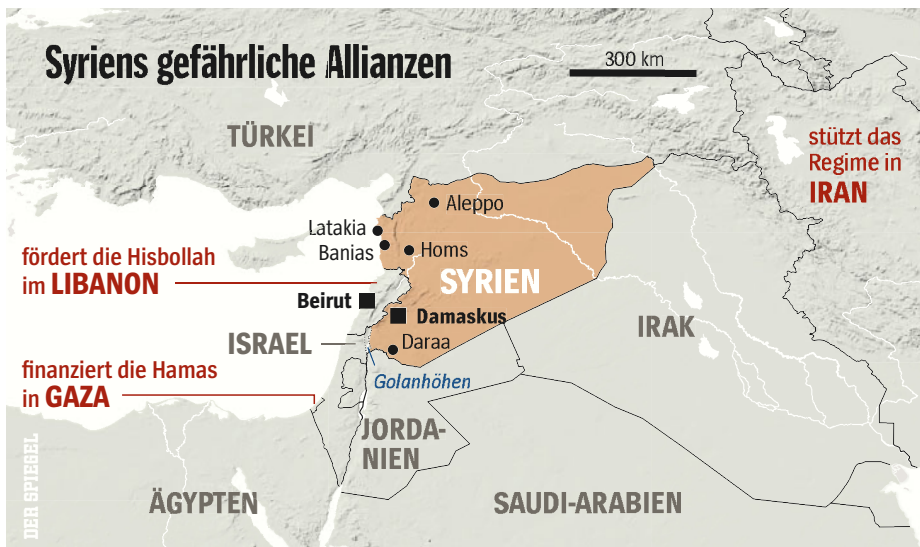 Syriens gefährliche Allianzen
300 km
TÜRKEI
stützt das
Regime in
IRAN
Aleppo
Latakia
Banias
Homs
fördert die Hisbollah
im LIBANON
SYRIEN
Beirut
Damaskus
ISRAEL
Daraa
IRAK
finanziert die Hamas
in GAZA
Golanhöhen
JORDA-
NIEN
ÄGYPTEN
SAUDI-ARABIEN
DER SPIEGEL